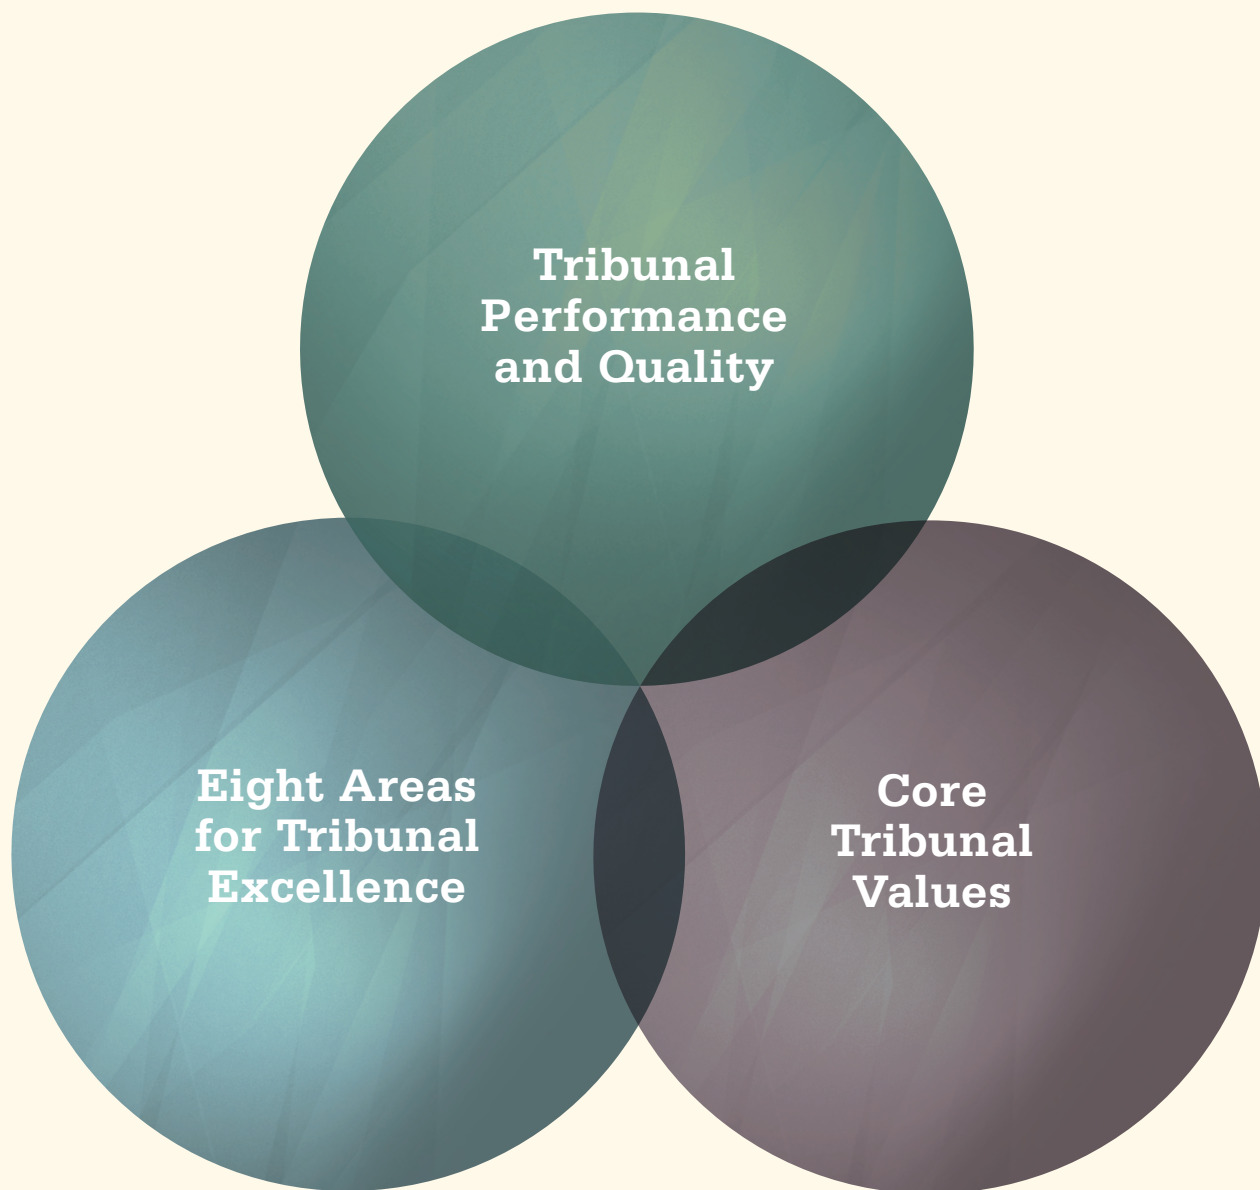 Tribunal
Performance
and Quality
Eight Areas
for Tribunal
Excellence
Core
Tribunal
Values